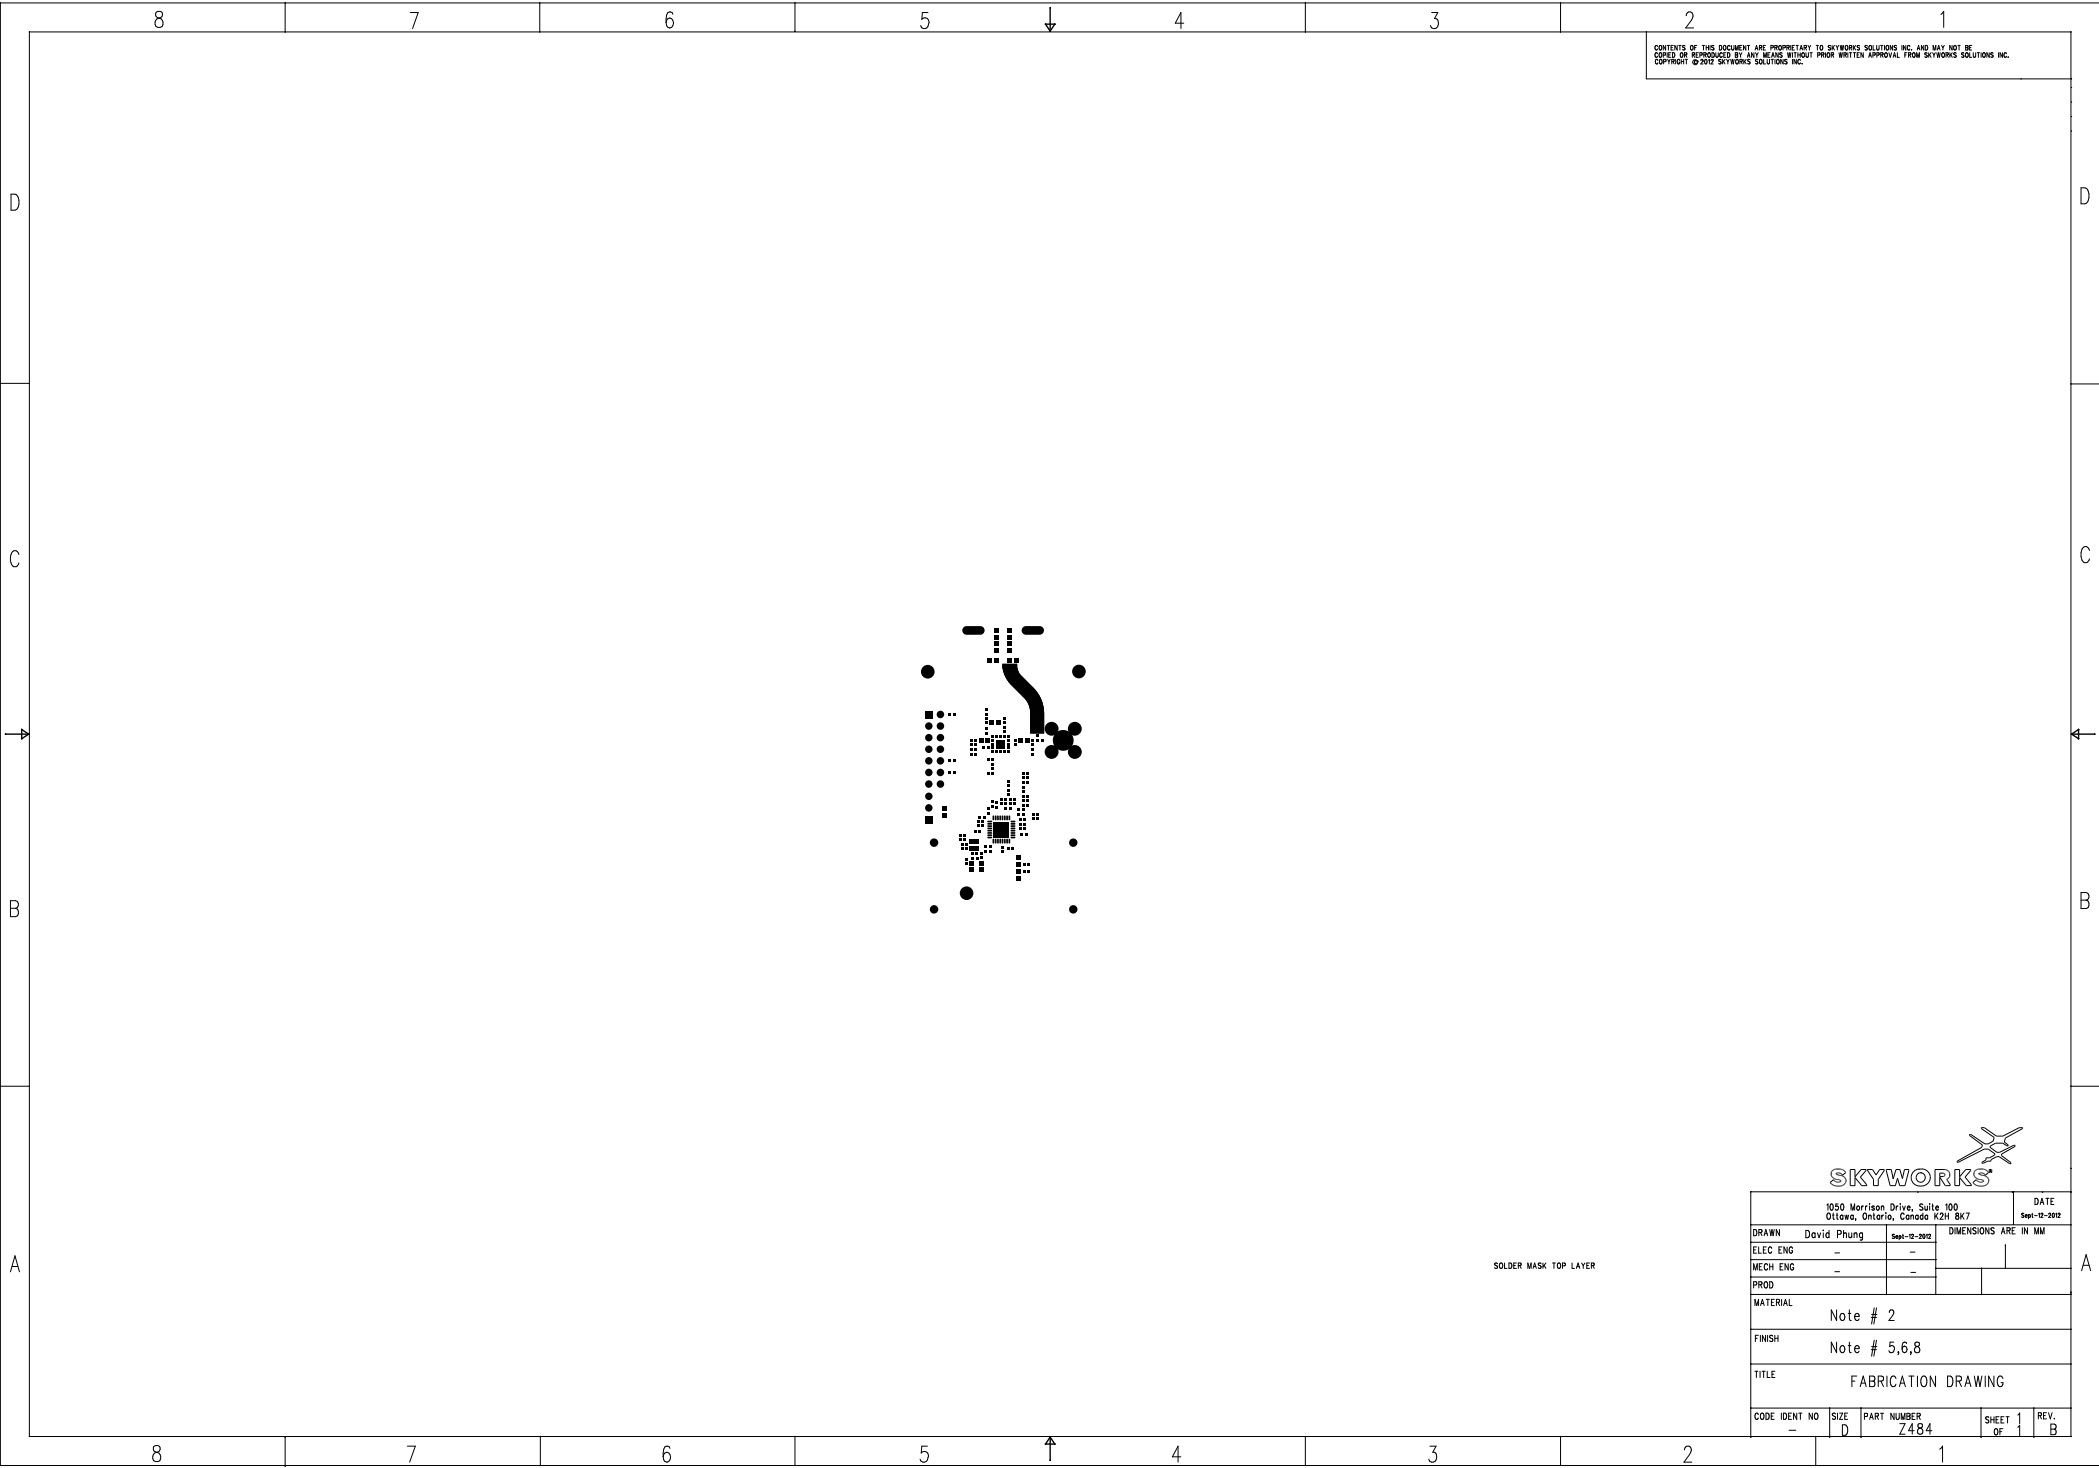 8 7 6 5 4 3 2 1
CONTENTS OF THIS DOCUMENT ARE PROPRIETARY TO SKYWORKS SOLUTIONS INC. AND MAY NOT BE
COPIED OR REPRODUCED BY ANY MEANS WITHOUT PRIOR WRITTEN APPROVAL FROM SKYWORKS SOLUTIONS INC.
COPYRIGHT © 2012 SKYWORKS SOLUTIONS INC.
D D
C C
B B
SKYWORKS®
1050 Morrison Drive, Suite 100
Ottawa, Ontario, Canada K2H 8K7
DATE
Sept-12-2012
DRAWN David Phung Sept-12-2012
DIMENSIONS ARE IN MM
ELEC ENG – –
MECH ENG – –
PROD
A A
SOLDER MASK TOP LAYER
MATERIAL
Note # 2
FINISH
Note # 5,6,8
TITLE
FABRICATION DRAWING
CODE IDENT NO
–
SIZE
D
PART NUMBER
Z484
SHEET 1
OF 1
REV.
B
8 7 6 5 4 3 2 1